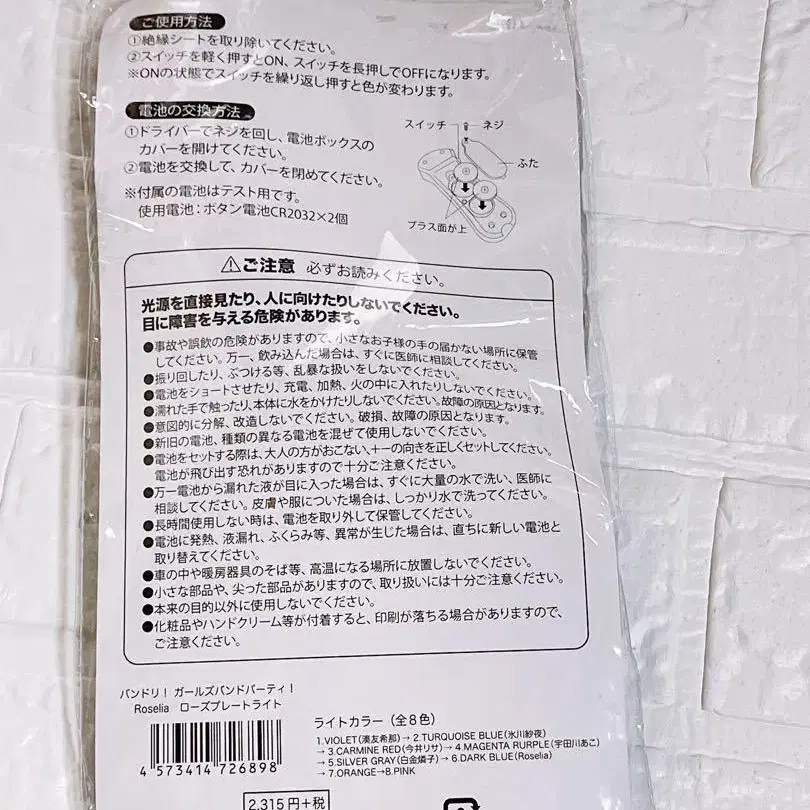 ご使用方法
①絶縁シートを取り除いてください。
②スイッチを軽く押すとON、スイッチを長押しでOFFになります。
※ONの状態でスイッチを繰り返し押すと色が変わります。
電池の交換方法
①ドライバーでネジを回し、電池ボックスの
カバーを開けてください。
②電池を交換して、カバーを閉めてください。
※付属の電池はテスト用です。
使用電池：ボタン電池CR2032×2個
スイッチ
ネジ
ふた
プラス面が上
⚠ご注意 必ずお読みください。
光源を直接見たり、人に向けたりしないでください。
目に障害を与える危険があります。
●事故や誤飲の危険がありますので、小さなお子様の手の届かない場所に保管
してください。万一、飲み込んだ場合は、すぐに医師に相談してください。
●振り回したり、ぶつける等、乱暴な扱いをしないでください。
●電池をショートさせたり、充電、加熱、火の中に入れたりしないでください。
●濡れた手で触ったり、本体に水をかけたりしないでください。故障の原因となります。
●意図的に分解、改造しないでください。破損、故障の原因となります。
●新旧の電池、種類の異なる電池を混ぜて使用しないでください。
●電池をセットする際は、大人の方がおこない、+ーの向きを正しくセットしてください。
電池が飛び出す恐れがありますので十分ご注意ください。
●万一電池から漏れた液が目に入った場合は、すぐに大量の水で洗い、医師に
相談してください。皮膚や服についた場合は、しっかり水で洗ってください。
●長時間使用しない時は、電池を取り外して保管してください。
●電池に発熱、液漏れ、ふくらみ等、異常が生じた場合は、直ちに新しい電池と
取り替えてください。
●車の中や暖房器具のそば等、高温になる場所に放置しないでください。
●小さな部品や、尖った部品がありますので、取り扱いには十分ご注意ください。
●本来の目的以外に使用しないでください。
●化粧品やハンドクリーム等が付着すると、印刷が落ちる場合がありますので、
ご注意ください。
バンドリ！ ガールズバンドパーティ！
Roselia ローズプレートライト
4 573414 726898
ライトカラー（全8色）
1.VIOLET(湊友希那)→2.TURQUOISE BLUE(氷川紗夜)
→3.CARMINE RED(今井リサ)→4.MAGENTA RURPLE(宇田川あこ)
→5.SILVER GRAY(白金燐子)→6.DARK BLUE(Roselia)
→7.ORANGE→8.PINK
2,315円+税